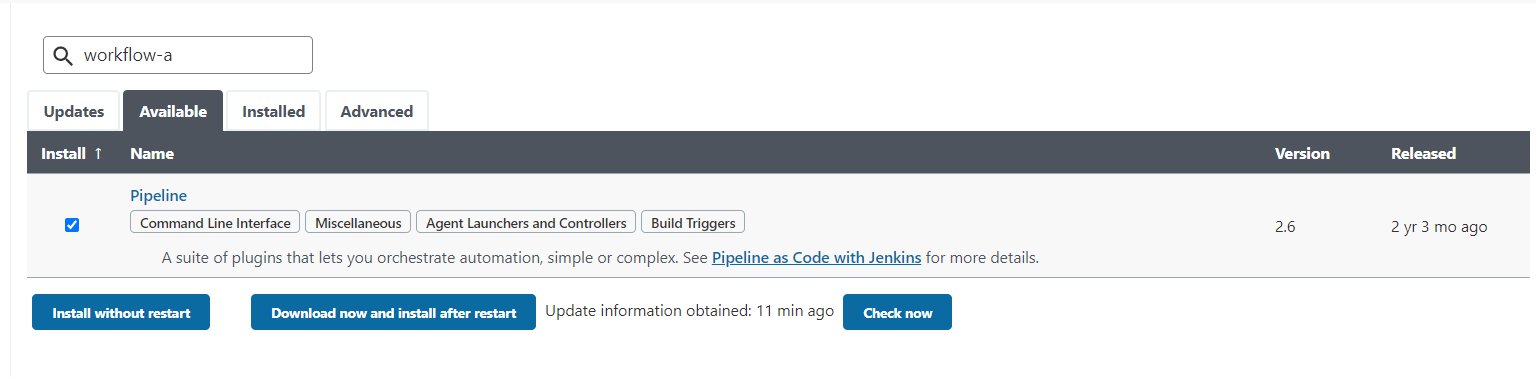 workflow-a
Updates Available Installed Advanced
Install ↑ Name Version Released
Pipeline
Command Line Interface Miscellaneous Agent Launchers and Controllers Build Triggers
2.6 2 yr 3 mo ago
A suite of plugins that lets you orchestrate automation, simple or complex. See Pipeline as Code with Jenkins for more details.
Install without restart Download now and install after restart Update information obtained: 11 min ago Check now